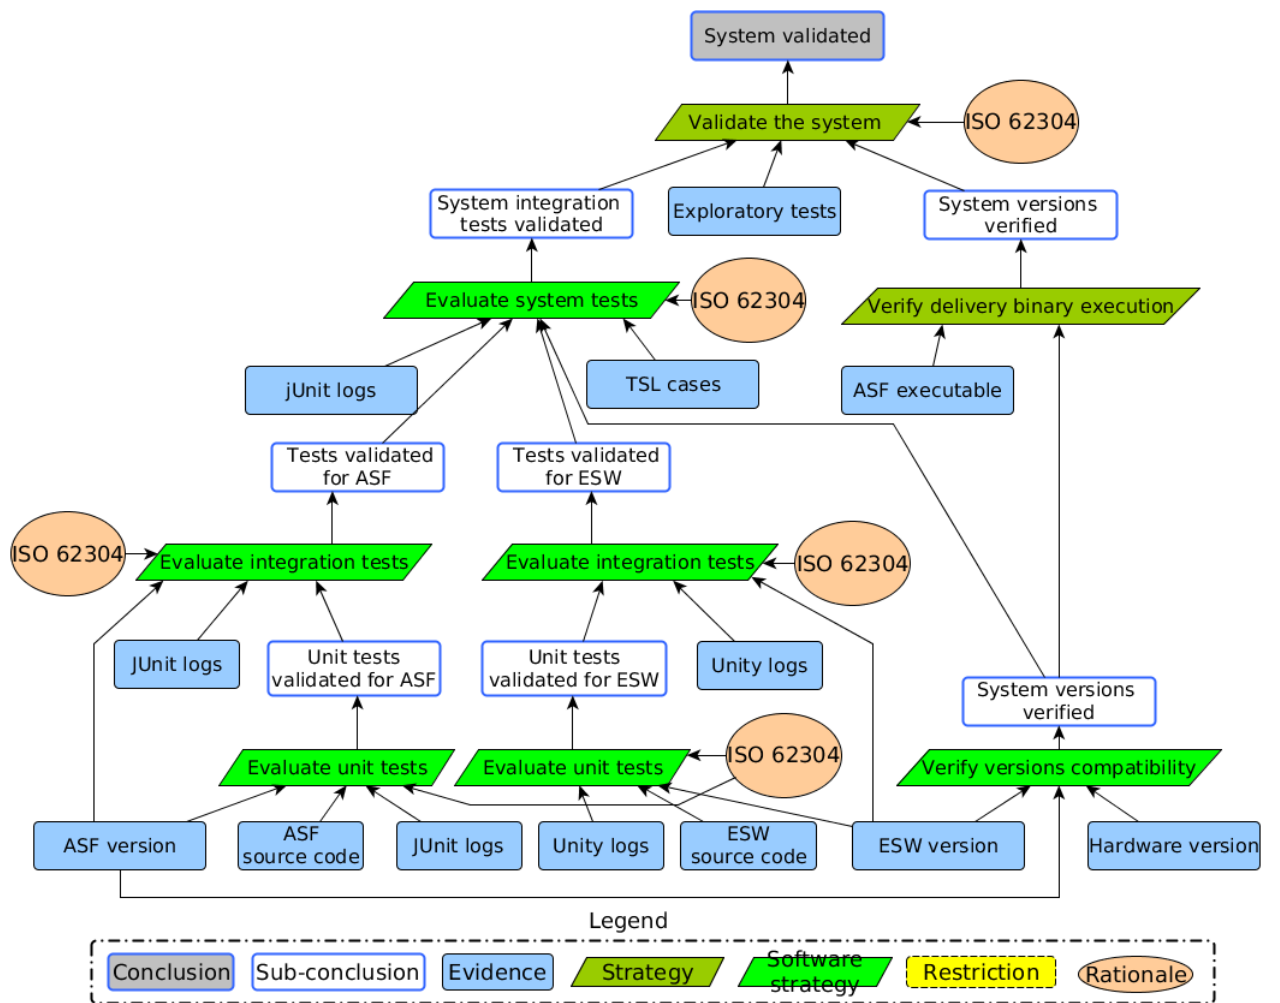 System validated
Validate the system
ISO 62304
System integration
tests validated
Exploratory tests
System versions
verified
Evaluate system tests
ISO 62304
Verify delivery binary execution
jUnit logs
TSL cases
ASF executable
Tests validated
for ASF
Tests validated
for ESW
ISO 62304
Evaluate integration tests
Evaluate integration tests
ISO 62304
JUnit logs
Unit tests
validated for ASF
Unit tests
validated for ESW
Unity logs
System versions
verified
Evaluate unit tests
Evaluate unit tests
ISO 62304
Verify versions compatibility
ASF version
ASF
source code
JUnit logs
Unity logs
ESW
source code
ESW version
Hardware version
Legend
Conclusion
Sub-conclusion
Evidence
Strategy
Software
strategy
Restriction
Rationale